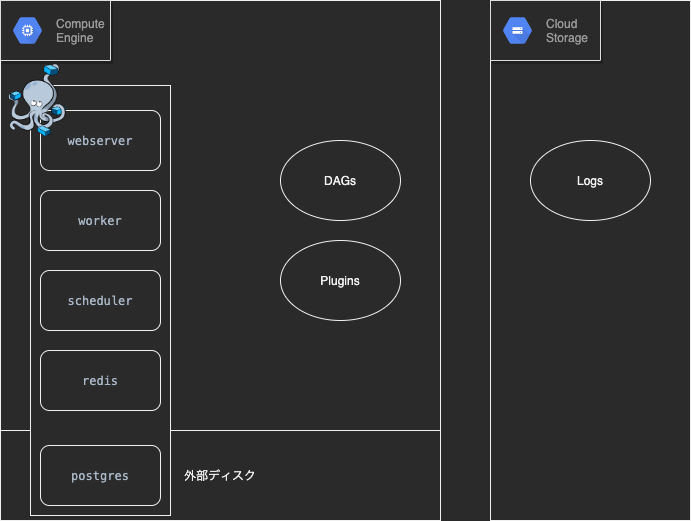 Compute
Engine
Cloud
Storage
webserver
worker
scheduler
redis
postgres
DAGs
Plugins
外部ディスク
Logs